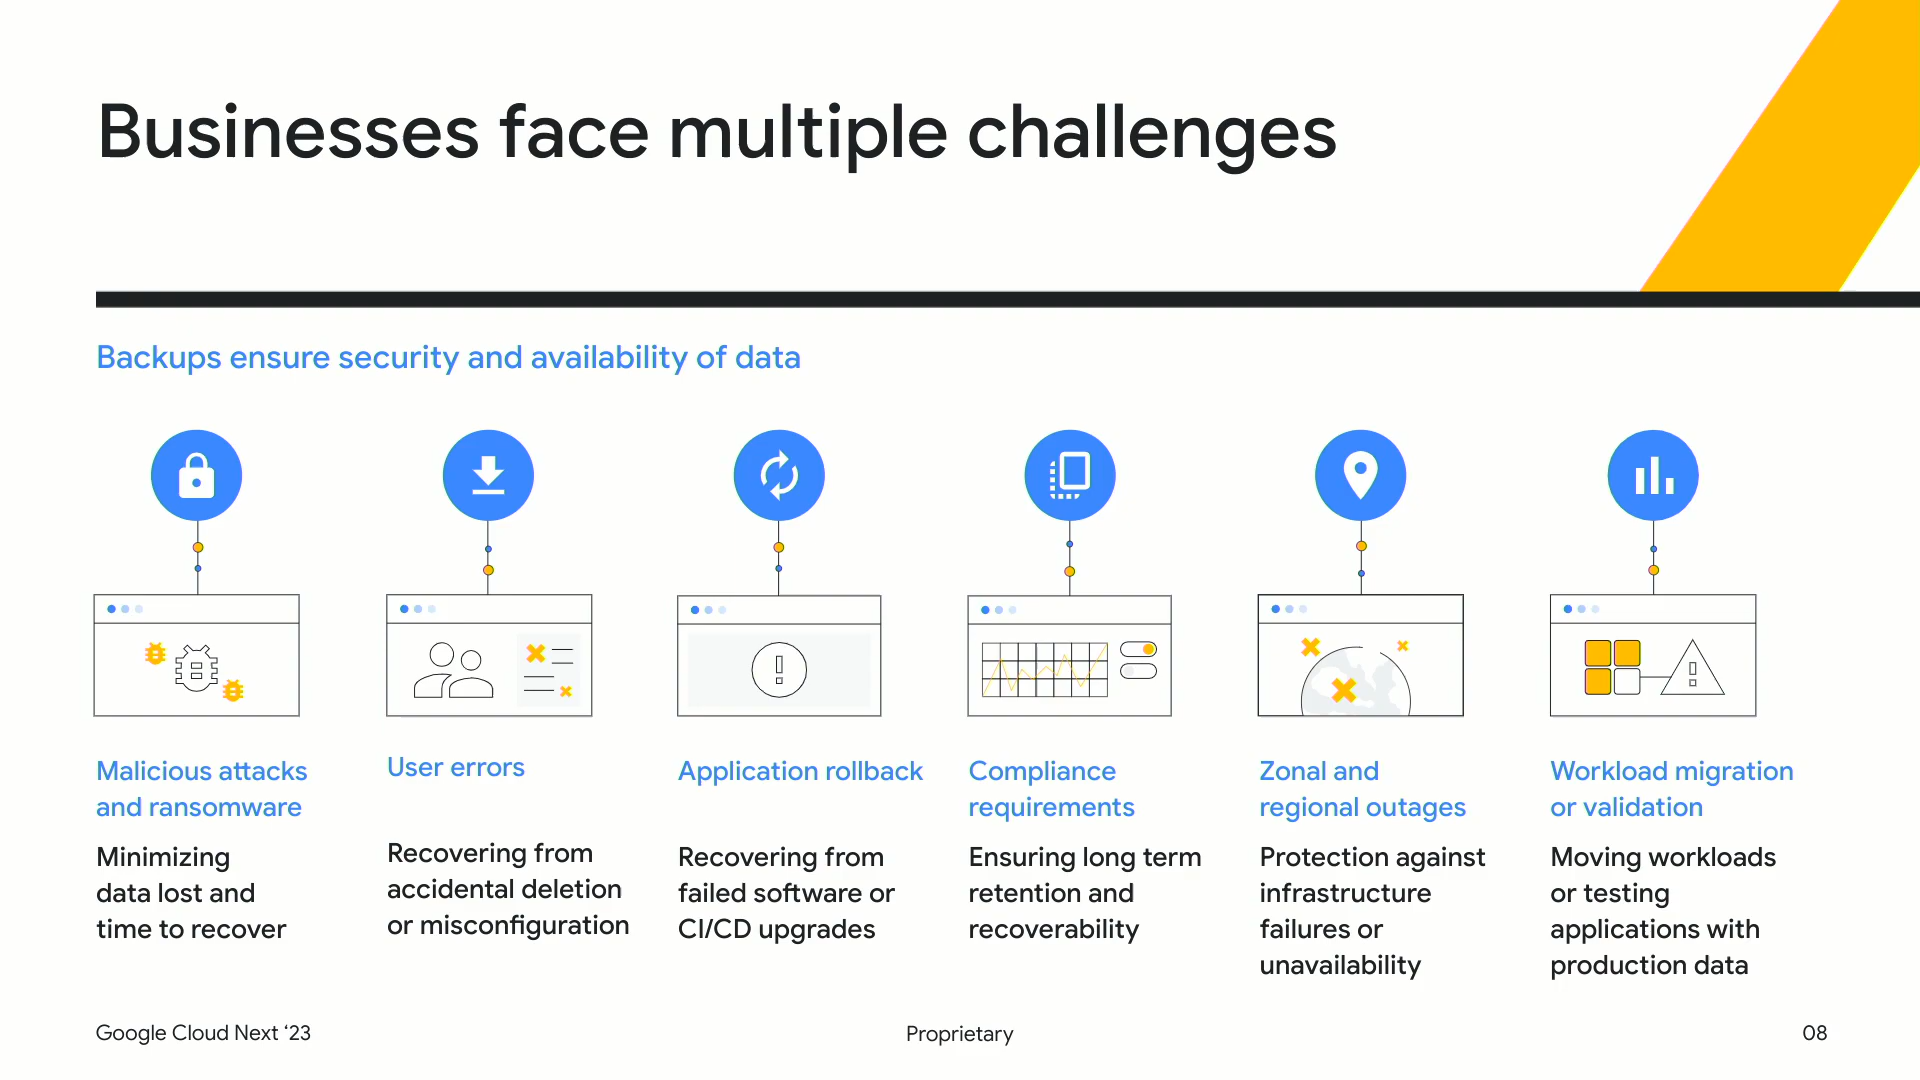 Businesses face multiple challenges
Backups ensure security and availability of data
Malicious attacks
and ransomware
Minimizing
data lost and
time to recover
User errors
Recovering from
accidental deletion
or misconfiguration
Application rollback
Recovering from
failed software or
CI/CD upgrades
Compliance
requirements
Ensuring long term
retention and
recoverability
Zonal and
regional outages
Protection against
infrastructure
failures or
unavailability
Workload migration
or validation
Moving workloads
or testing
applications with
production data
Google Cloud Next ‘23
Proprietary
08